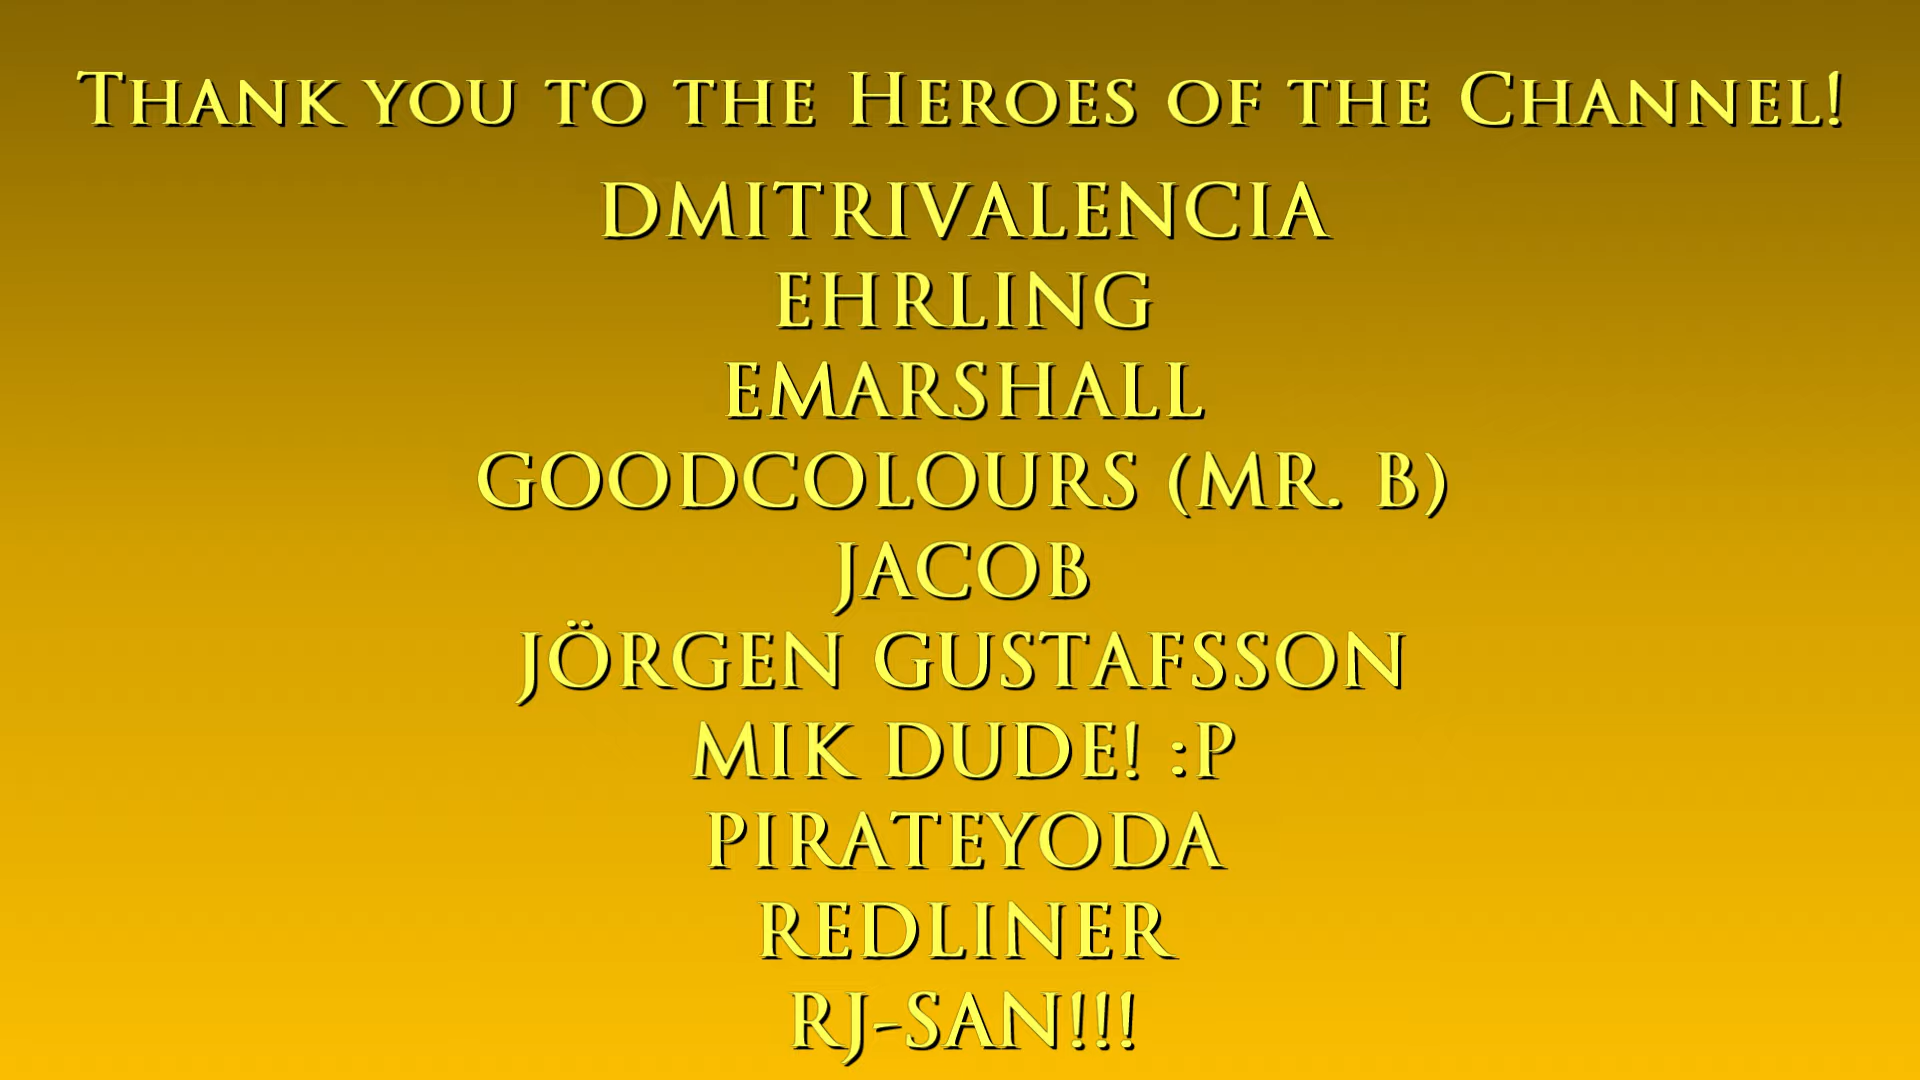 Thank you to the Heroes of the Channel!
DMITRIVALENCIA
EHRLING
EMARSHALL
GOODCOLOURS (MR. B)
JACOB
JÖRGEN GUSTAFSSON
MIK DUDE! :P
PIRATEYODA
REDLINER
RJ-SAN!!!